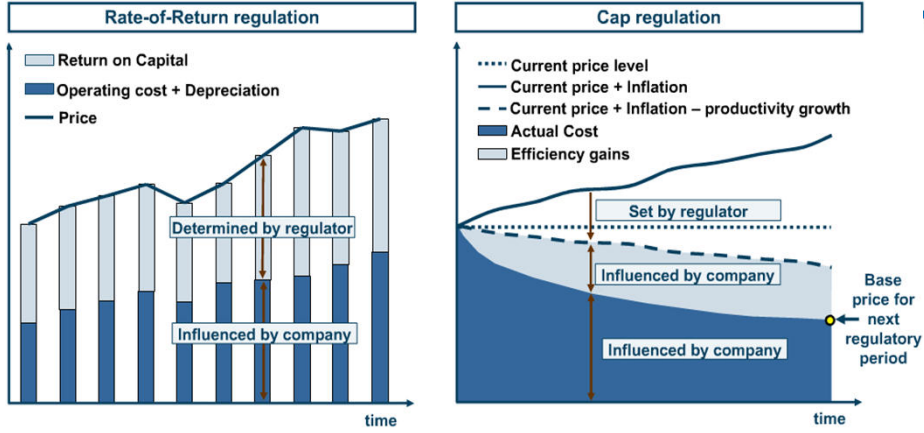 Rate-of-Return regulation
Return on Capital
Operating cost + Depreciation
Price
Determined by regulator
Influenced by company
time
Cap regulation
Current price level
Current price + Inflation
Current price + Inflation – productivity growth
Actual Cost
Efficiency gains
Set by regulator
Influenced by company
Influenced by company
Base
price for
next
regulatory
period
time